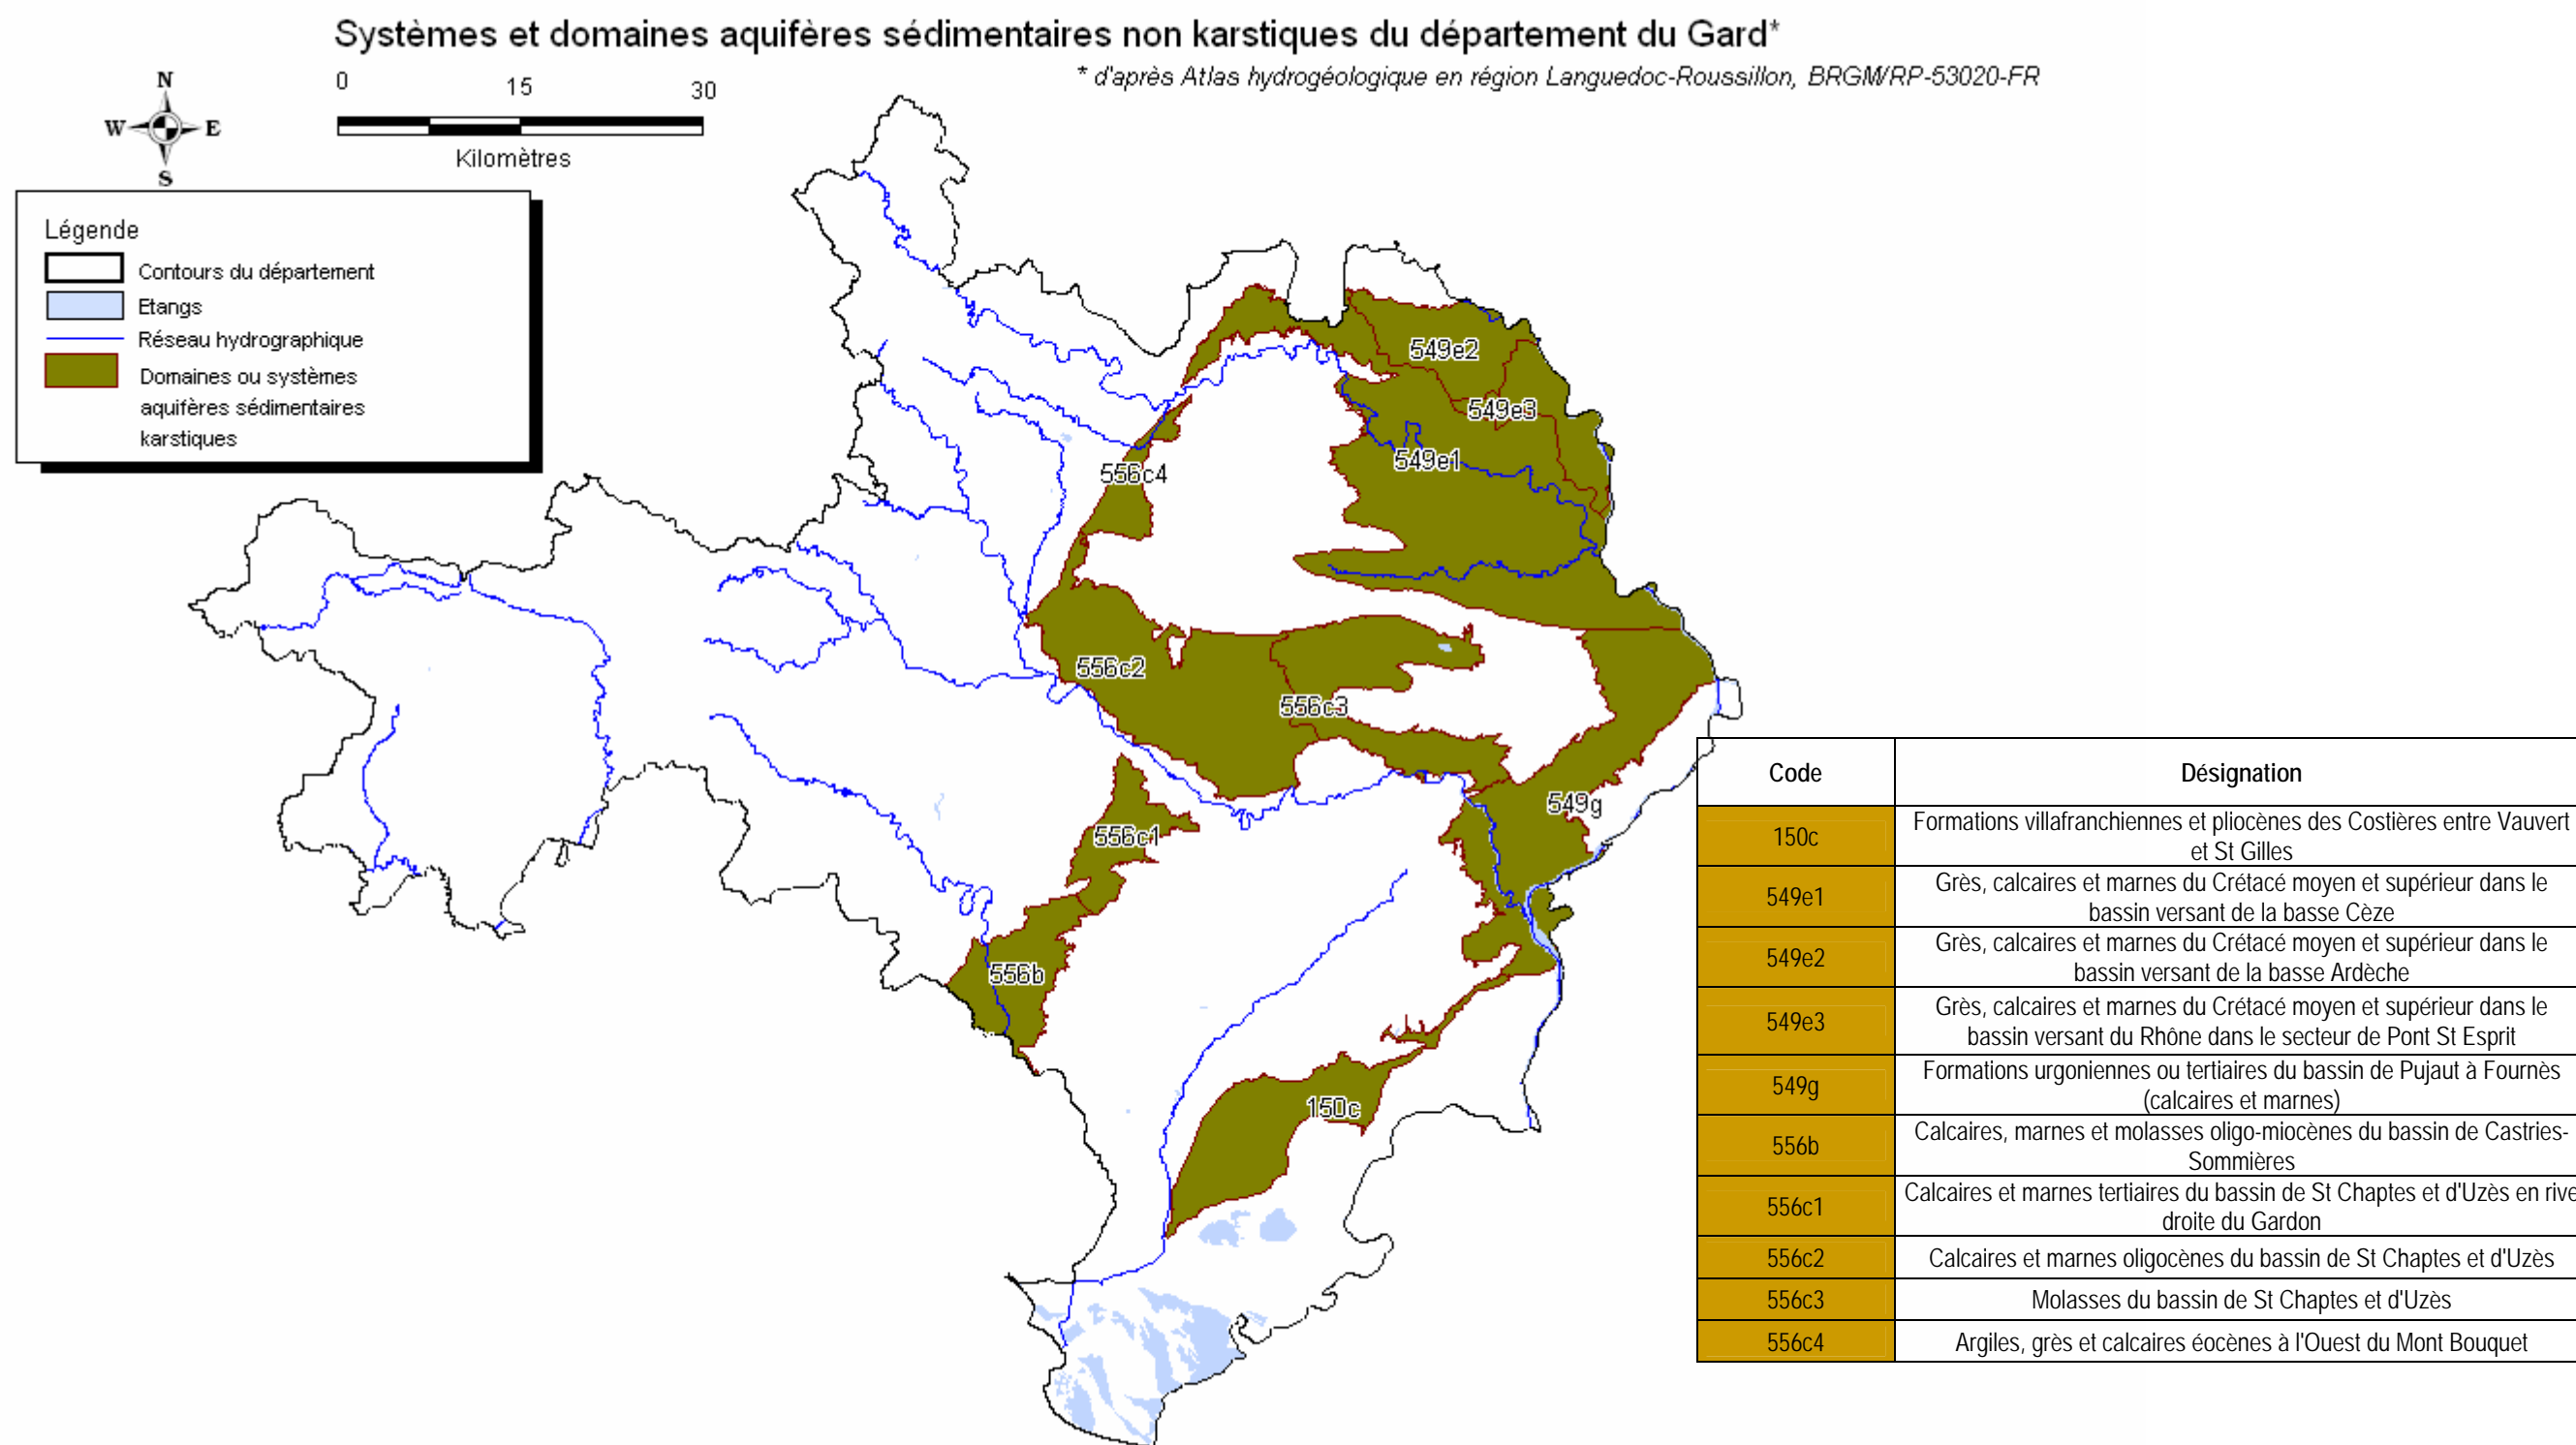 Systèmes et domaines aquifères sédimentaires non karstiques du département du Gard*
* d'après Atlas hydrogéologique en région Languedoc-Roussillon, BRGM/RP-53020-FR
N
W E
S
0 15 30
Kilomètres
Légende
Contours du département
Etangs
Réseau hydrographique
Domaines ou systèmes
aquifères sédimentaires
karstiques
549e2
549e3
549e1
556c4
556c2
556c3
549g
556c1
556b
150c
Code Désignation
150c Formations villafranchiennes et pliocènes des Costières entre Vauvert
et St Gilles
549e1 Grès, calcaires et marnes du Crétacé moyen et supérieur dans le
bassin versant de la basse Cèze
549e2 Grès, calcaires et marnes du Crétacé moyen et supérieur dans le
bassin versant de la basse Ardèche
549e3 Grès, calcaires et marnes du Crétacé moyen et supérieur dans le
bassin versant du Rhône dans le secteur de Pont St Esprit
549g Formations urgoniennes ou tertiaires du bassin de Pujaut à Fournès
(calcaires et marnes)
556b Calcaires, marnes et molasses oligo-miocènes du bassin de Castries-
Sommières
556c1 Calcaires et marnes tertiaires du bassin de St Chaptes et d'Uzès en rive
droite du Gardon
556c2 Calcaires et marnes oligocènes du bassin de St Chaptes et d'Uzès
556c3 Molasses du bassin de St Chaptes et d'Uzès
556c4 Argiles, grès et calcaires éocènes à l'Ouest du Mont Bouquet